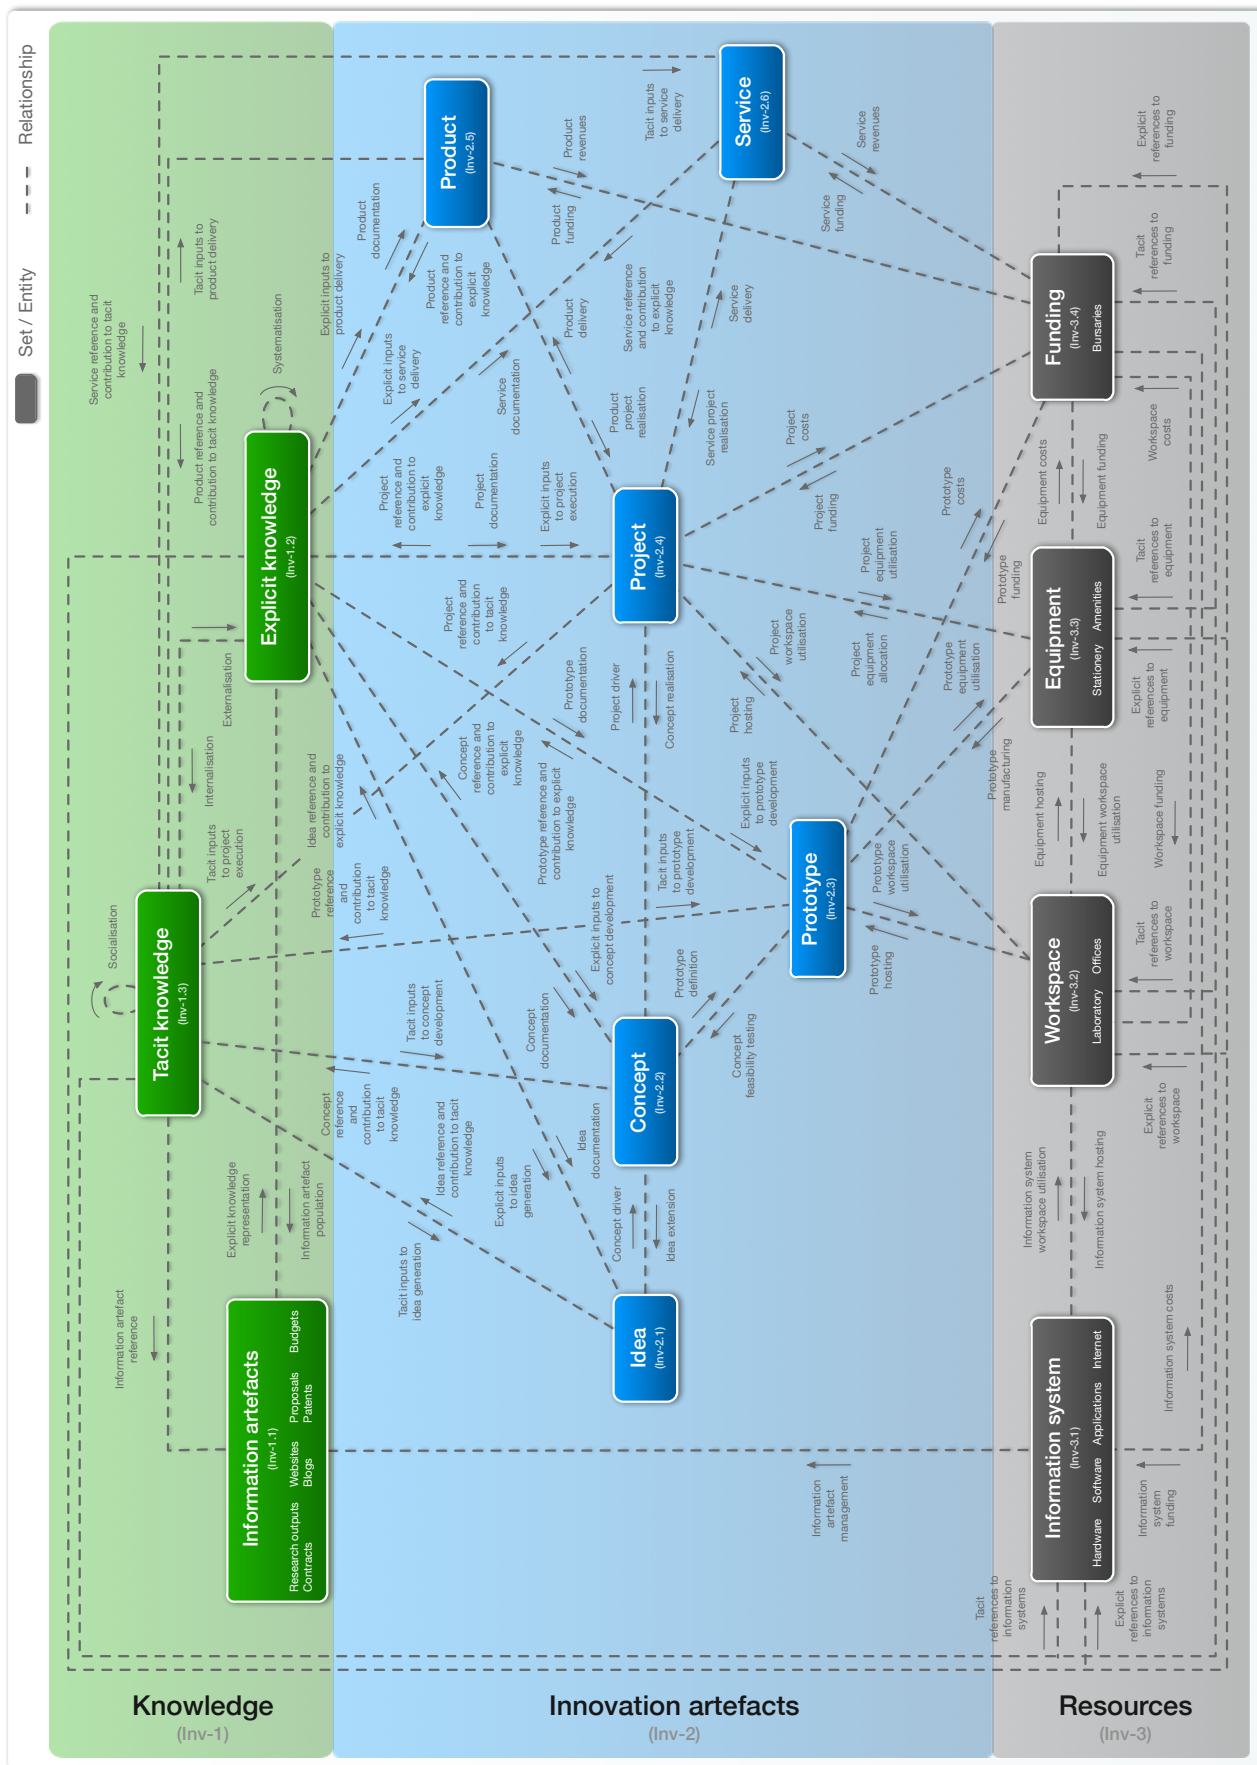 Set / Entity
Relationship
Knowledge
(Inv-1)
Innovation artefacts
(Inv-2)
Resources
(Inv-3)
Information artefacts
(Inv-1.1)
Research outputs Websites Proposals Budgets
Contracts Blogs Patents
Tacit knowledge
(Inv-1.3)
Explicit knowledge
(Inv-1.2)
Socialisation
Systematisation
Externalisation
Internalisation
Information artefact
reference
Explicit knowledge
representation
Information artefact
population
Service reference and
contribution to tacit
knowledge
Product reference and
contribution to tacit knowledge
Tacit inputs to
product delivery
Tacit inputs
to project
execution
Idea reference and
contribution to
explicit knowledge
Prototype reference
and
contribution
to tacit
knowledge
Concept
reference
and
contribution
to tacit
knowledge
Tacit inputs
to concept
development
Tacit inputs to
idea generation
Idea reference and
contribution to tacit
knowledge
Explicit inputs
to idea
generation
Idea
documentation
Concept
documentation
Explicit inputs to
concept development
Concept
reference and
contribution to
explicit
knowledge
Prototype reference and
contribution to explicit
knowledge
Prototype
documentation
Explicit inputs
to prototype
development
Tacit inputs
to prototype
development
Project
reference and
contribution
to tacit
knowledge
Project
reference and
contribution to
explicit
knowledge
Project
documentation
Explicit inputs
to project
execution
Explicit inputs to
product delivery
Product
documentation
Product
reference and
contribution to
explicit
knowledge
Explicit inputs
to service
delivery
Service
documentation
Service reference
and contribution
to explicit
knowledge
Tacit inputs
to service
delivery
Product
delivery
Product
project
realisation
Service
delivery
Service project
realisation
Product
funding
Product
revenues
Service
funding
Service
revenues
Idea
(Inv-2.1)
Concept
(Inv-2.2)
Prototype
(Inv-2.3)
Project
(Inv-2.4)
Product
(Inv-2.5)
Service
(Inv-2.6)
Concept driver
Idea extension
Project driver
Concept realisation
Prototype
definition
Concept
feasibility testing
Project
hosting
Project
workspace
utilisation
Project
equipment
allocation
Project
equipment
utilisation
Project
funding
Project
costs
Prototype
hosting
Prototype
workspace
utilisation
Prototype
equipment
utilisation
Prototype
manufacturing
Prototype
funding
Prototype
costs
Information
artefact
management
Information system
(Inv-3.1)
Hardware Software Applications Internet
Workspace
(Inv-3.2)
Laboratory Offices
Equipment
(Inv-3.3)
Stationery Amenities
Funding
(Inv-3.4)
Bursaries
Tacit
references to
information
systems
Explicit
references to
information
systems
Information
system
funding
Information system costs
Information system
workspace utilisation
Information system hosting
Explicit
references to
workspace
Tacit
references to
workspace
Equipment hosting
Equipment workspace
utilisation
Workspace funding
Explicit
references to
equipment
Tacit
references to
equipment
Equipment costs
Equipment funding
Workspace
costs
Tacit
references to
funding
Explicit
references to
funding